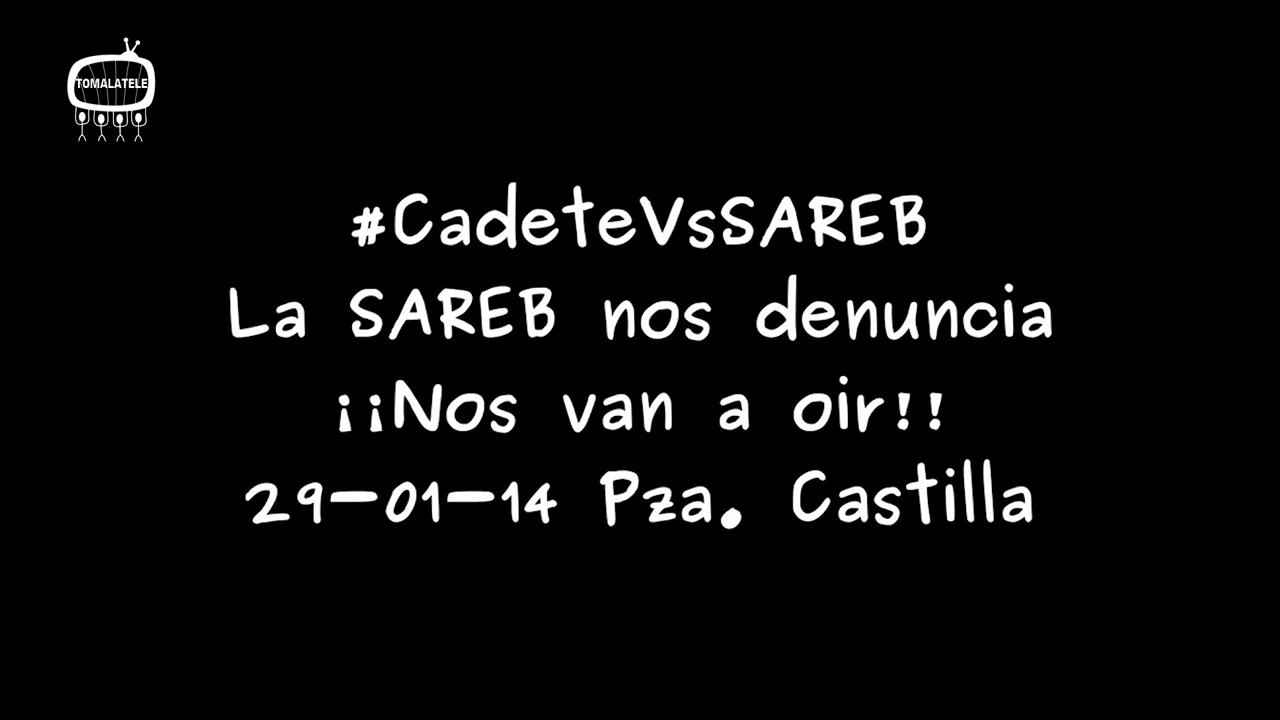 TOMALATELE
#CadeteVsSAREB
La SAREB nos denuncia
¡¡Nos van a oir!!
29-01-14 Pza. Castilla